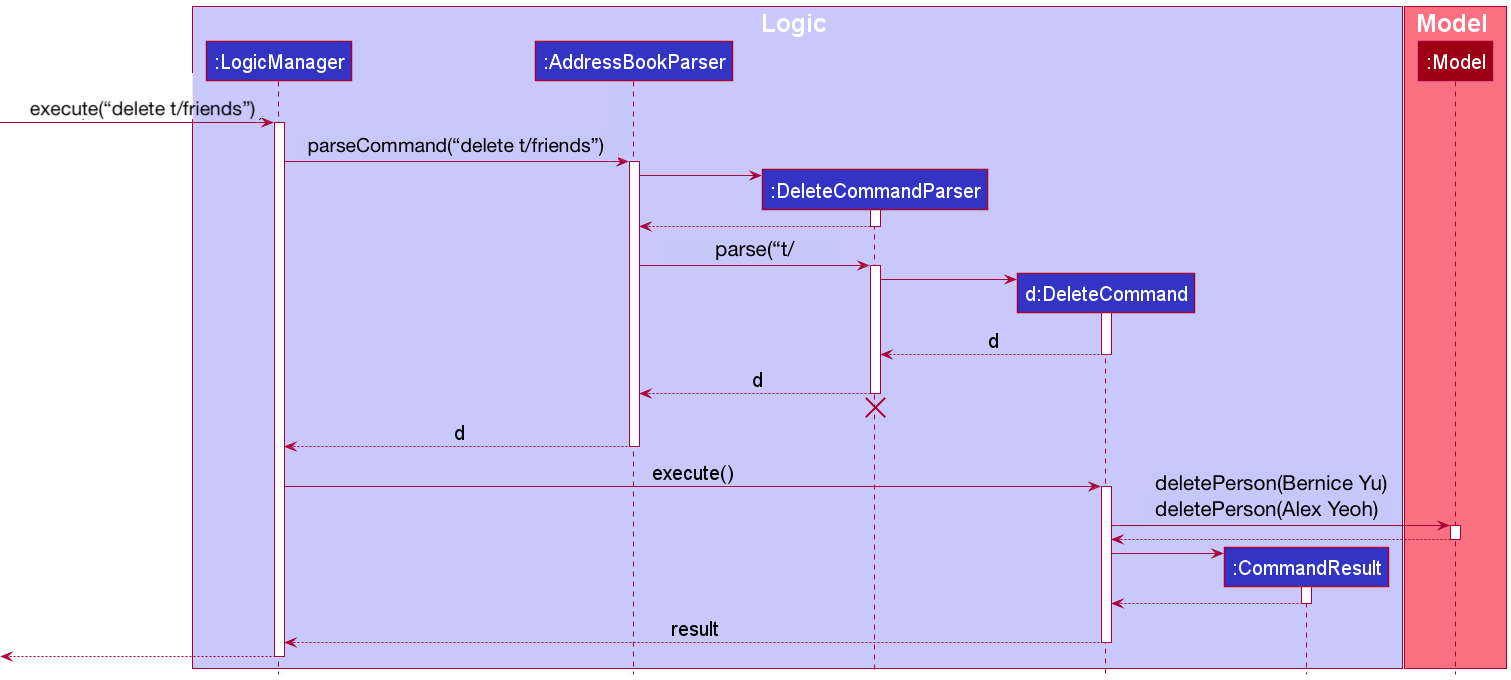 Logic
Model
:LogicManager
:AddressBookParser
:Model
execute(“delete t/friends”)
parseCommand(“delete t/friends”)
:DeleteCommandParser
parse(“t/
d:DeleteCommand
d
d
d
execute()
deletePerson(Bernice Yu)
deletePerson(Alex Yeoh)
:CommandResult
result